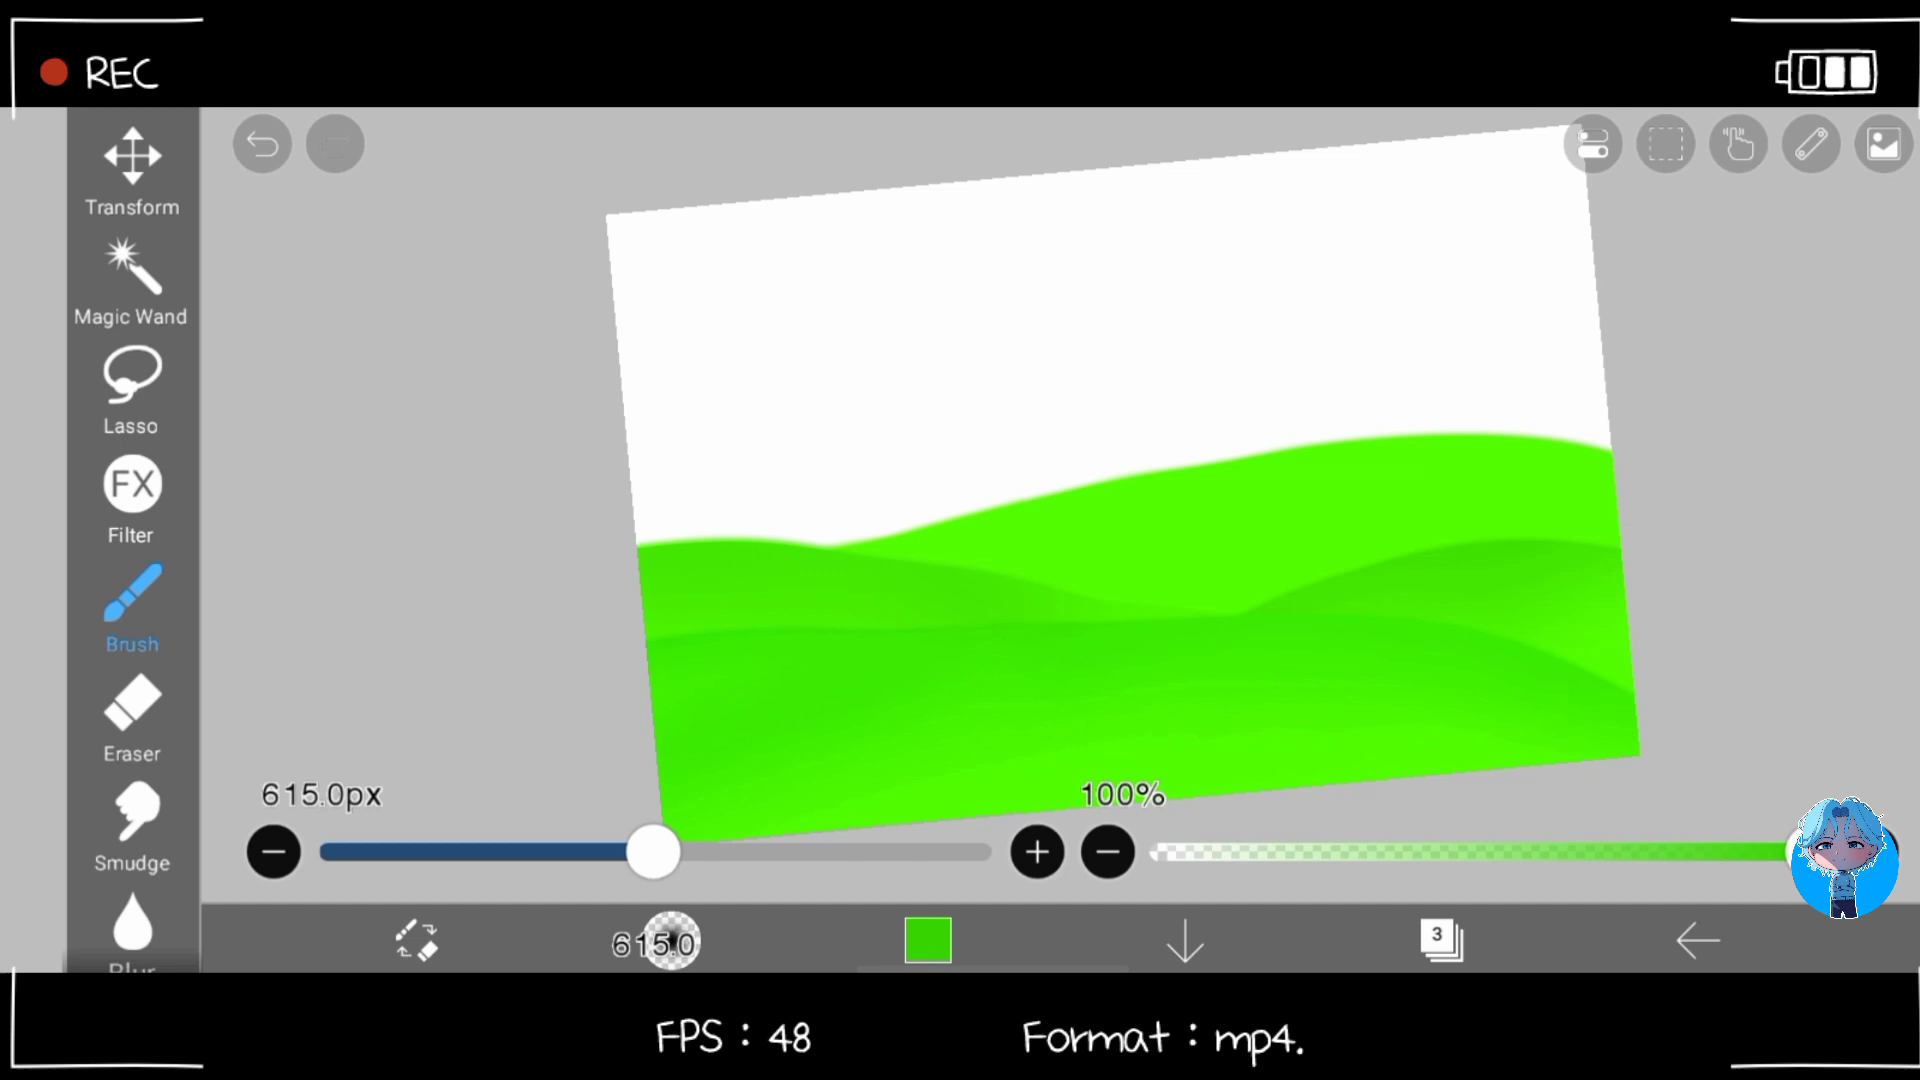 REC
Transform
Magic Wand
Lasso
FX
Filter
Brush
Eraser
615.0px
100%
Smudge
615.0
3
Blur
FPS : 48
Format : mp4.